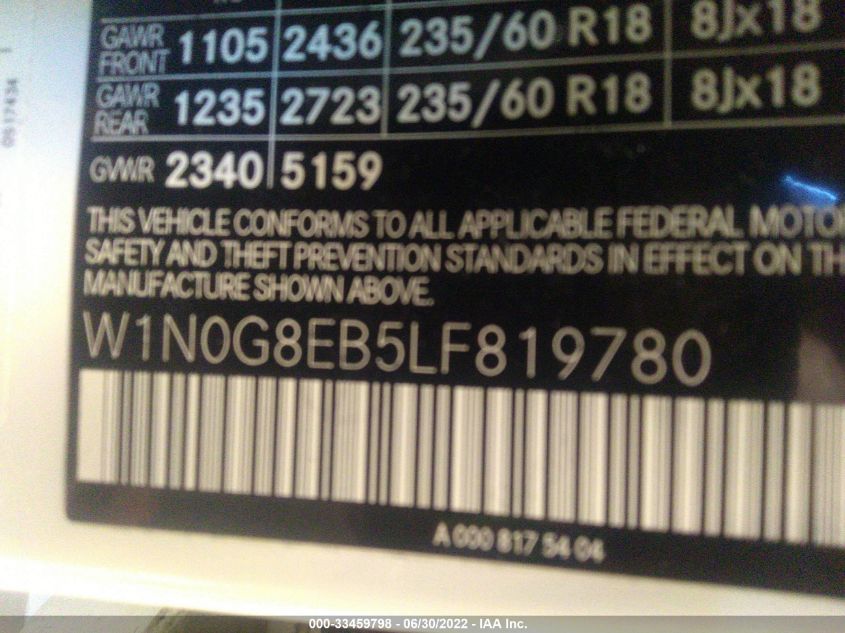 GAWR FRONT 1105 2436 235/60 R18 8Jx18
GAWR REAR 1235 2723 235/60 R18 8Jx18
GVWR 2340 5159
THIS VEHICLE CONFORMS TO ALL APPLICABLE FEDERAL MOTOR
SAFETY AND THEFT PREVENTION STANDARDS IN EFFECT ON TH
MANUFACTURE SHOWN ABOVE.
W1N0G8EB5LF819780
A 000 817 54 04
0517434
000-33459798 - 06/30/2022 - IAA Inc.